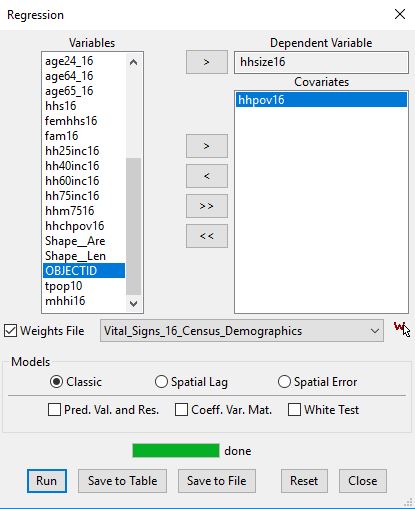 Regression
Variables
Dependent Variable
age24_16
age64_16
age65_16
hhs16
femhhs16
fam16
hh25inc16
hh40inc16
hh60inc16
hh75inc16
hhm7516
hhchpov16
Shape__Are
Shape__Len
OBJECTID
tpop10
mhhi16
>
hhsize16
Covariates
hhpov16
>
<
>>
<<
Weights File
Vital_Signs_16_Census_Demographics
W
Models
Classic Spatial Lag Spatial Error
Pred. Val. and Res. Coeff. Var. Mat. White Test
done
Run Save to Table Save to File Reset Close